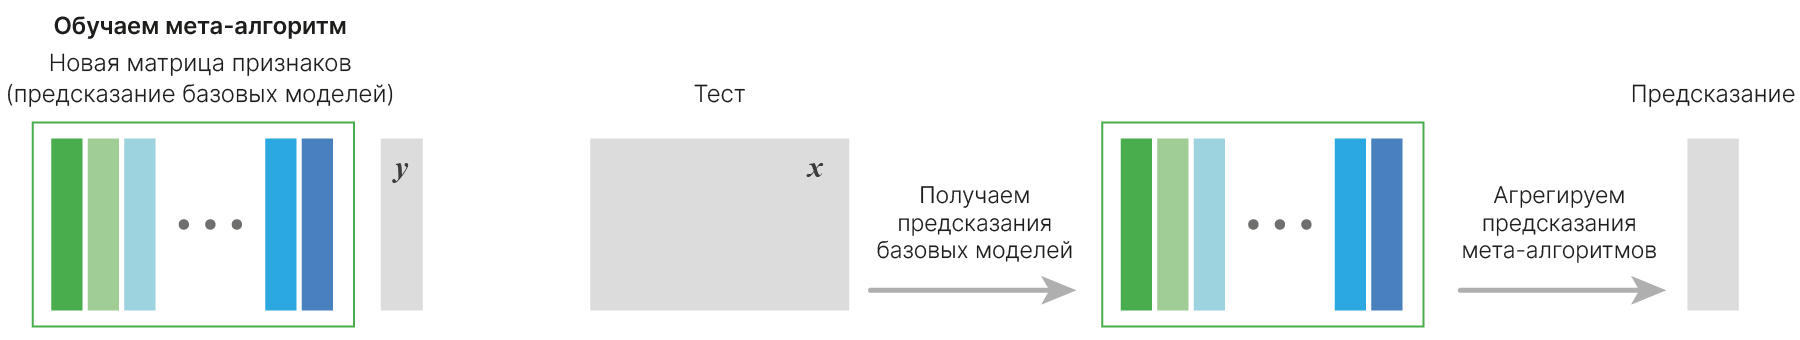 Обучаем мета-алгоритм
Новая матрица признаков
(предсказание базовых моделей)
y
Тест
x
Получаем
предсказания
базовых моделей
Агрегируем
предсказания
мета-алгоритмов
Предсказание